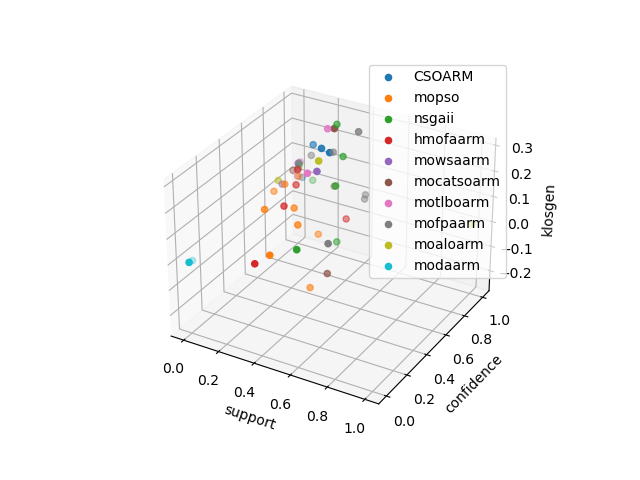 CSOARM
mopso
nsgaii
hmofaarm
mowsaarm
mocatsoarm
motlboarm
mofpaarm
moaloarm
modaarm
0.3
0.2
0.1
0.0
-0.1
-0.2
klosgen
0.0
0.2
0.4
0.6
0.8
1.0
support
0.0
0.2
0.4
0.6
0.8
1.0
confidence